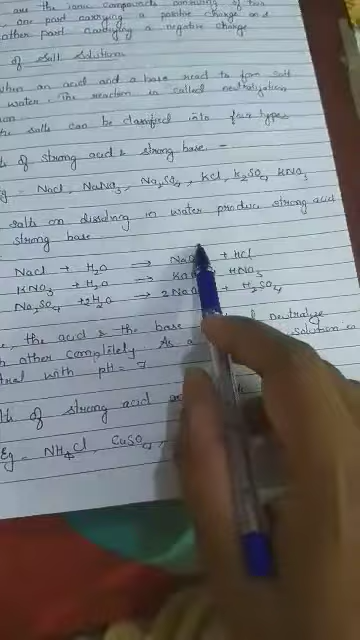 are the ionic compounds consisting of two
one part carrying a positive charge and
other part carrying a negative charge
of Salt Solutions
When an acid and a base react to form salt
water. The reaction is called neutralization
the salts can be classified into four types
of strong acid & strong base -
g - NaCl, NaNO3, Na2SO4, KCl, K2SO4, KNO3
salts on dissolving in water produce strong acid
strong base
NaCl + H2O → Na + HCl
KNO3 + H2O → HNO3
Na2SO4 + 2H2O → 2Na + H2SO4
, the acid & the base neutralize
other completely As a solution is
tral with pH = 7
of strong acid
Eg - NH4Cl, CuSO4,